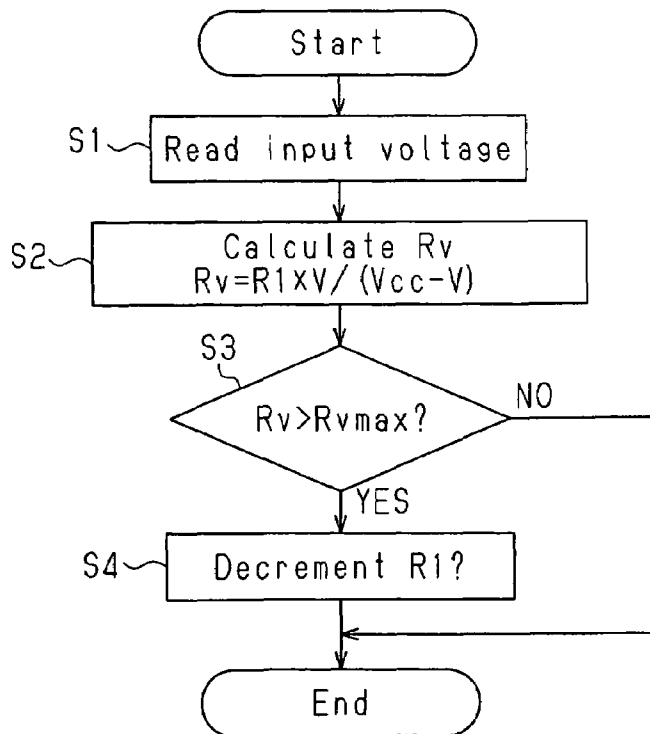 Start
S1
Read input voltage
S2
Calculate Rv
Rv=R1×V/(Vcc-V)
S3
Rv>Rvmax?
NO
YES
S4
Decrement R1?
End